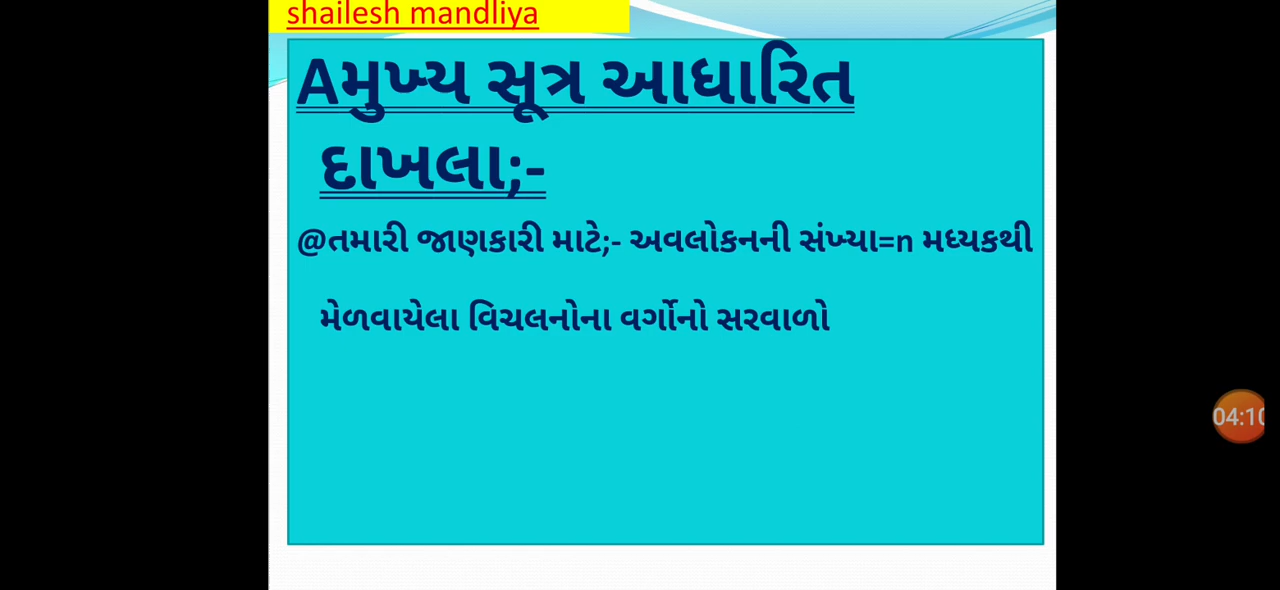 shailesh mandliya
Aમુખ્ય સૂત્ર આધારિત
દાખલા;-
@તમારી જાણકારી માટે;- અવલોકનની સંખ્યા=n મધ્યકથી
મેળવાયેલા વિચલનોના વર્ગોનો સરવાળો
04:10